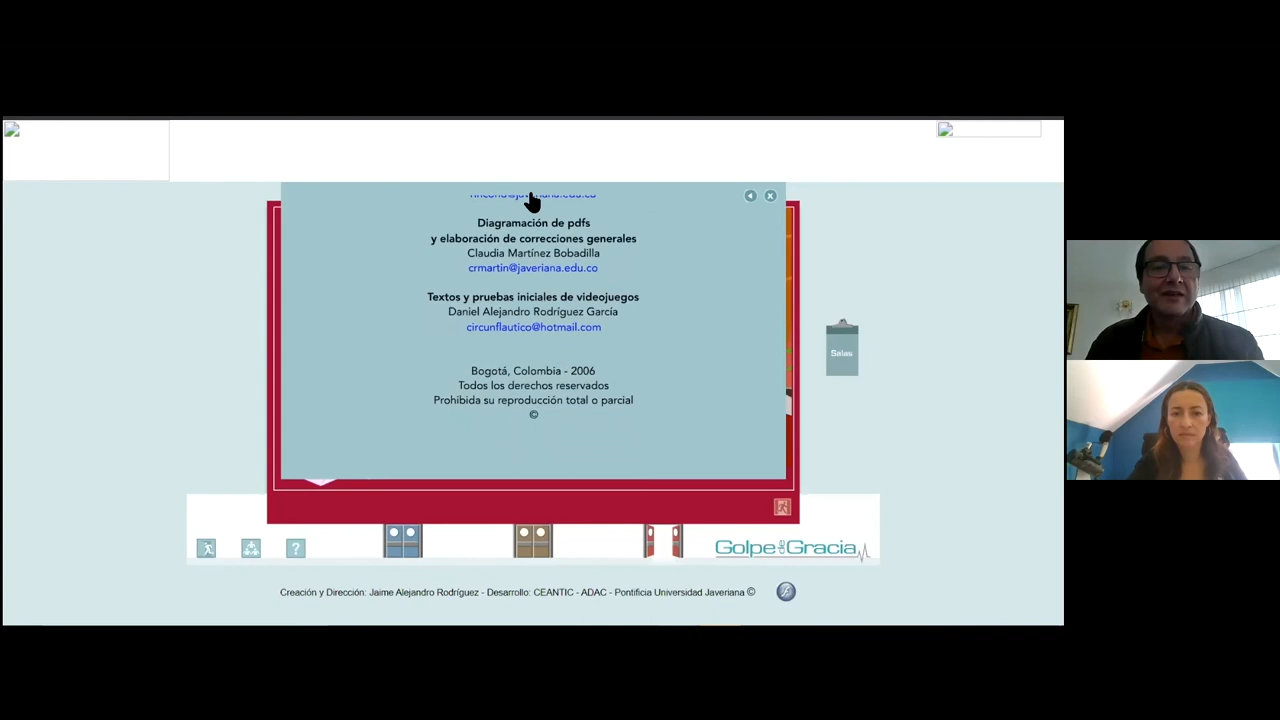 Diagramación de pdfs
y elaboración de correcciones generales
Claudia Martínez Bobadilla
crmartin@javeriana.edu.co
Textos y pruebas iniciales de videojuegos
Daniel Alejandro Rodríguez García
circunflautico@hotmail.com
Bogotá, Colombia - 2006
Todos los derechos reservados
Prohibida su reproducción total o parcial
©
Salas
?
Golpe de Gracia
Creación y Dirección: Jaime Alejandro Rodríguez - Desarrollo: CEANTIC - ADAC - Pontificia Universidad Javeriana ©